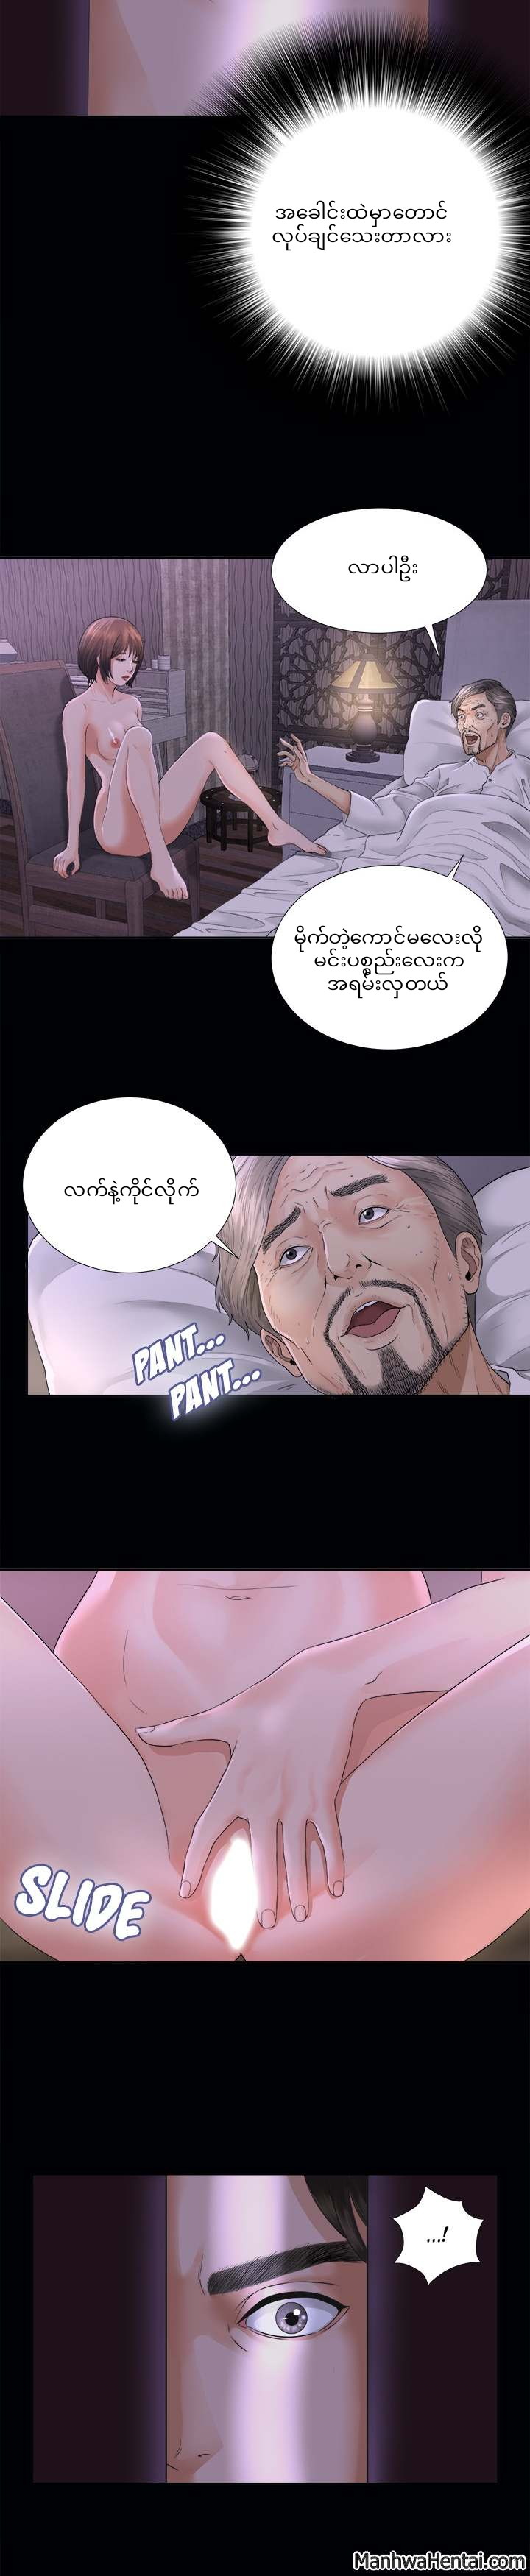 အခေါင်းထဲမှာတောင်
လုပ်ချင်သေးတာလား
လာပါဦး
မိုက်တဲ့ကောင်မလေးလို
မင်းပစ္စည်းလေးက
အရမ်းလှတယ်
လက်နဲ့ကိုင်လိုက်
PANT...
PANT...
SLIDE
...!
ManhwaHentai.com